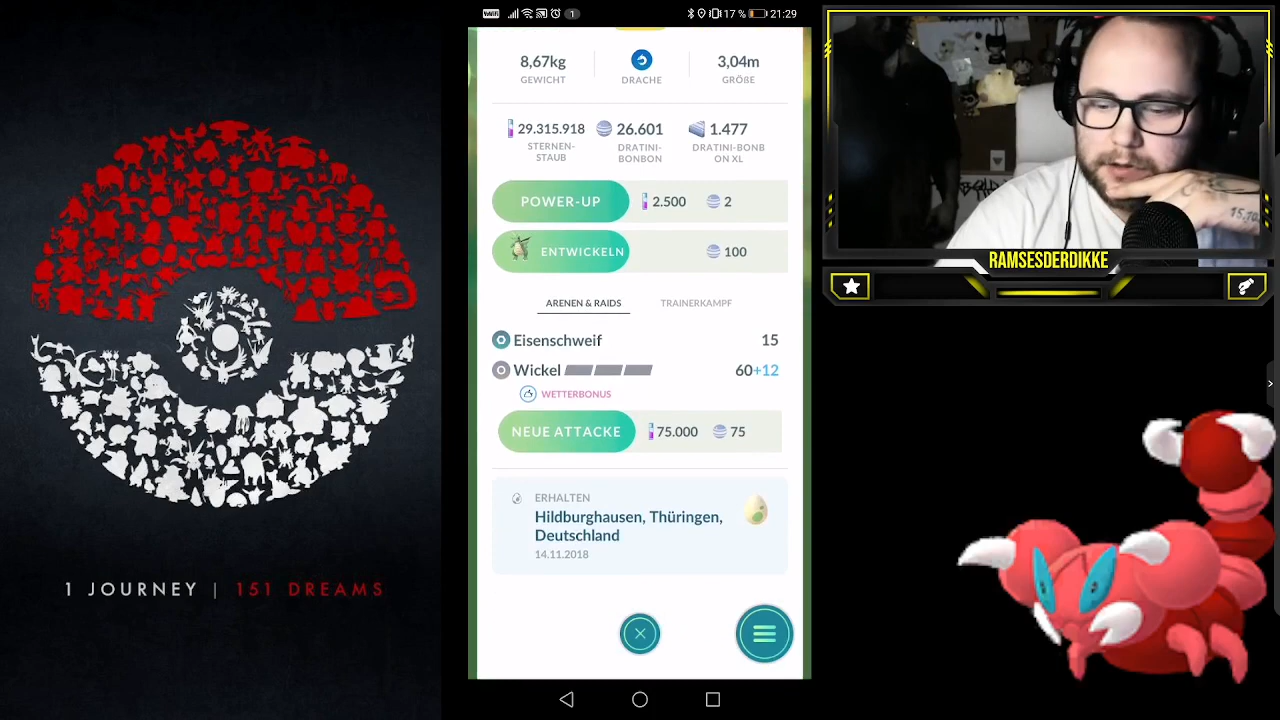 1 JOURNEY | 151 DREAMS
1 17 % 21:29
8,67kg
GEWICHT
DRACHE
3,04m
GRÖßE
29.315.918
STERNEN-
STAUB
26.601
DRATINI-
BONBON
1.477
DRATINI-BONB
ON XL
POWER-UP 2.500 2
ENTWICKELN 100
ARENEN & RAIDS TRAINERKAMPF
Eisenschweif 15
Wickel 60+12
WETTERBONUS
NEUE ATTACKE 75.000 75
ERHALTEN
Hildburghausen, Thüringen,
Deutschland
14.11.2018
RAMSESDERDIKKE